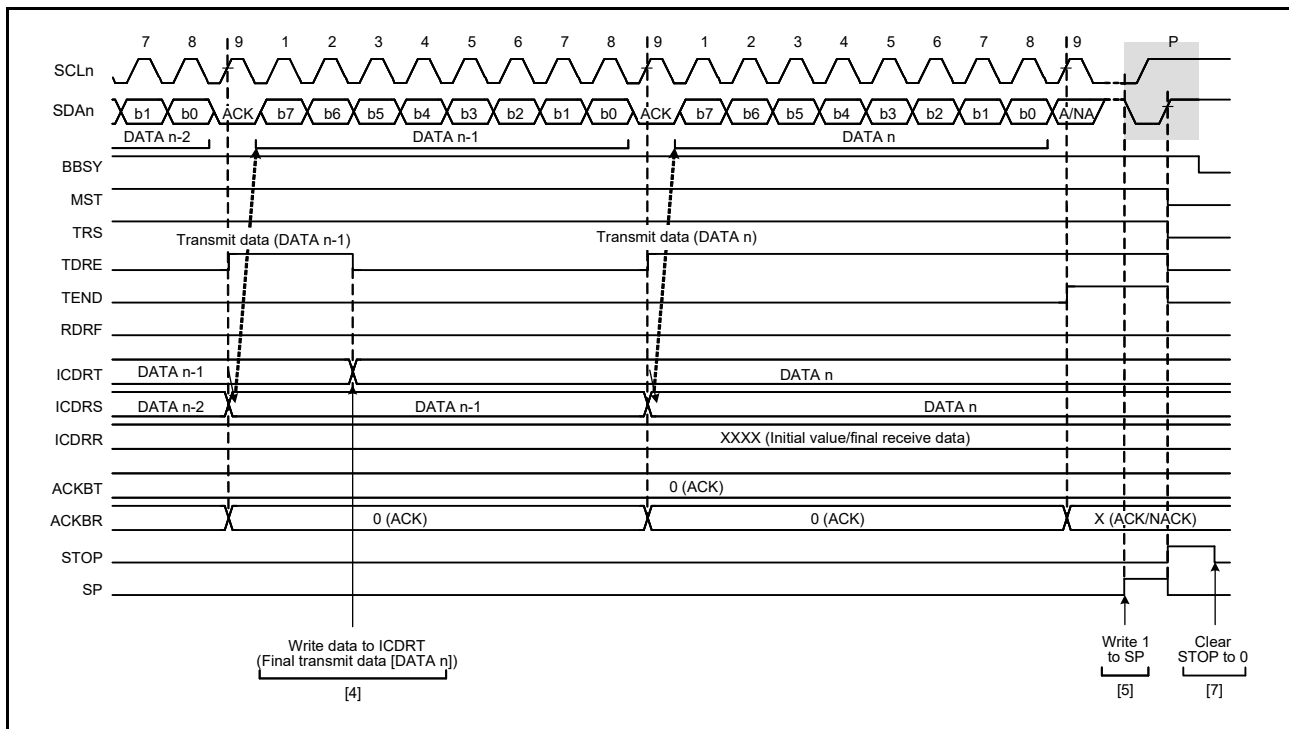 7 8 9 1 2 3 4 5 6 7 8 9 1 2 3 4 5 6 7 8 9 P
SCLn
SDAn b1 b0 ACK b7 b6 b5 b4 b3 b2 b1 b0 ACK b7 b6 b5 b4 b3 b2 b1 b0 A/NA
DATA n-2 DATA n-1 DATA n
BBSY
MST
TRS
Transmit data (DATA n-1) Transmit data (DATA n)
TDRE
TEND
RDRF
ICDRT DATA n-1 DATA n
ICDRS DATA n-2 DATA n-1 DATA n
ICDRR XXXX (Initial value/final receive data)
ACKBT 0 (ACK)
ACKBR 0 (ACK) 0 (ACK) X (ACK/NACK)
STOP
SP
Write data to ICDRT
(Final transmit data [DATA n])
[4]
Write 1
to SP
[5]
Clear
STOP to 0
[7]